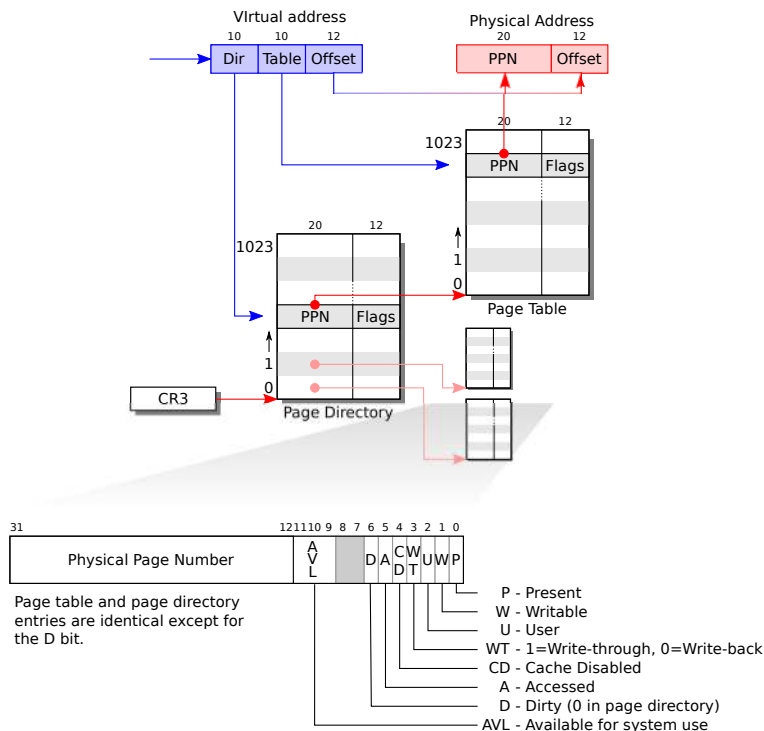 VIrtual address
Physical Address
10 10 12
20 12
Dir Table Offset
PPN Offset
20 12
1023
PPN Flags
1
0
Page Table
20 12
1023
PPN Flags
1
0
CR3
Page Directory
31 12 11 10 9 8 7 6 5 4 3 2 1 0
Physical Page Number AVL D A CD WT U W P
Page table and page directory
entries are identical except for
the D bit.
P - Present
W - Writable
U - User
WT - 1=Write-through, 0=Write-back
CD - Cache Disabled
A - Accessed
D - Dirty (0 in page directory)
AVL - Available for system use